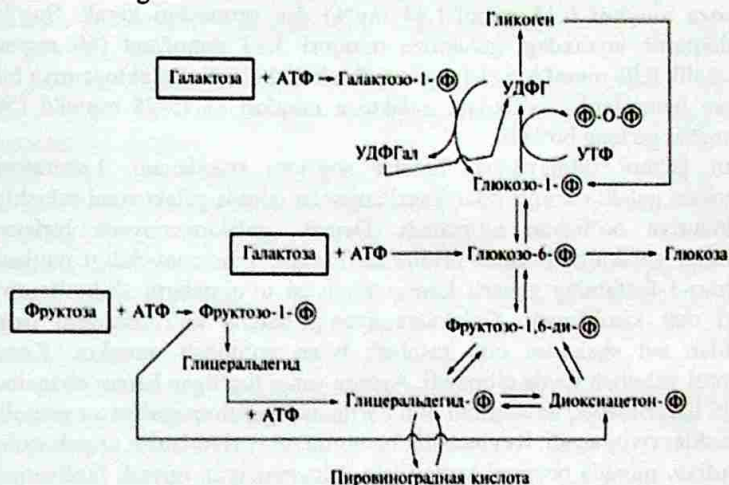 Гликоген
Галактоза + АТФ Галактозо-1-Ф УДФГ
Ф-О-Ф
УДФГал УТФ
Глюкозо-1-Ф
Галактоза + АТФ Глюкозо-6-Ф Глюкоза
Фруктоза + АТФ Фруктозо-1-Ф Фруктозо-1,6-ди-Ф
Глицеральдегид
АТФ Глицеральдегид-Ф Диоксиацетон-Ф
Пировиноградная кислота